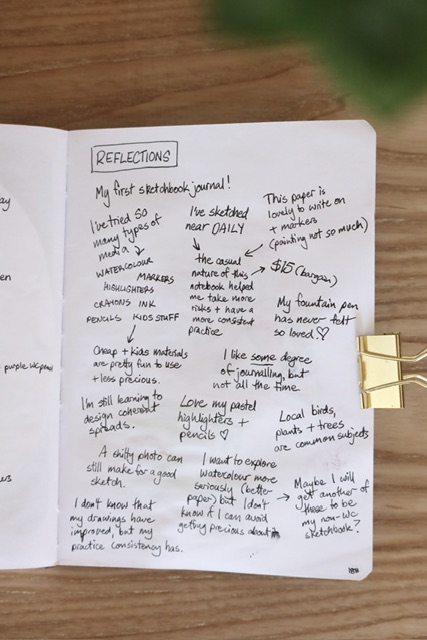 REFLECTIONS
My first sketchbook journal!
I've tried SO
many types of
media
WATERCOLOUR
MARKERS
HIGHLIGHTERS
CRAYONS INK
PENCILS KIDS STUFF
Cheap + kids materials
are pretty fun to use
+ less precious.
I've sketched
near DAILY
the casual
nature of this
notebook helped
me take more
risks + have a
more consistent
practice
This paper is
lovely to write on
+ markers
(painting not so much)
$15 (bargain)
My fountain pen
has never felt
so loved.
I like some degree
of journalling, but
not all the time
I'm still learning to
design coherent
spreads.
Love my pastel
highlighters +
pencils
Local birds,
plants + trees
are common subjects
A shitty photo can
still make for a good
sketch.
I want to explore
watercolour more
seriously (better
paper) but I don't
know if I can avoid
getting precious about
Maybe I will
get another of
these to be
my non-wc
sketchbook?
I don't know that
my drawings have
improved, but my
practice consistency has.
ay
en
purple wc